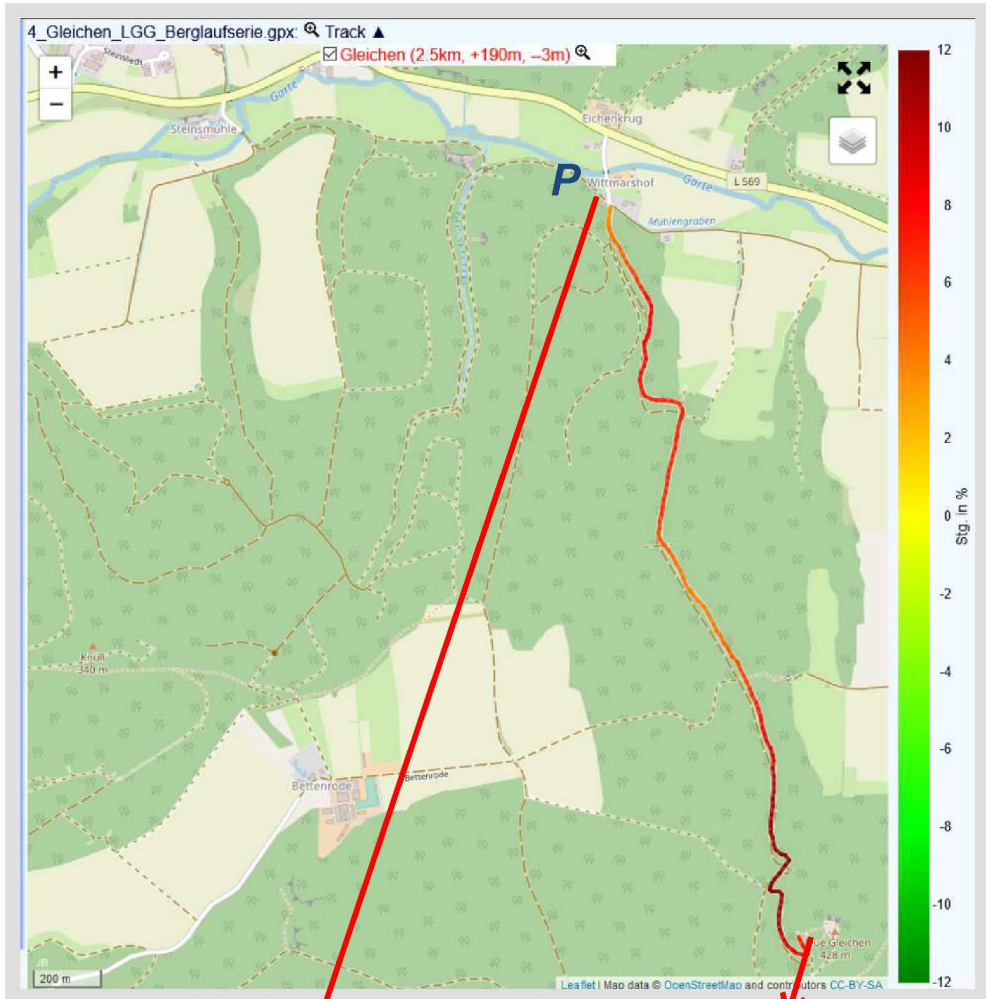 4_Gleichen_LGG_Berglaufserie.gpx: Track ▲
Gleichen (2.5km, +190m, --3m)
+
−
Steinsmühle
Garte
Eichenkrug
P
Wittmarshof
Garte
L 569
Mühlengraben
Knüll
340 m
Bettenrode
Bettenrode
ue Gleichen
428 m
200 m
Leaflet | Map data © OpenStreetMap and contributors CC-BY-SA
12
10
8
6
4
2
0
-2
-4
-6
-8
-10
-12
Stg. in %